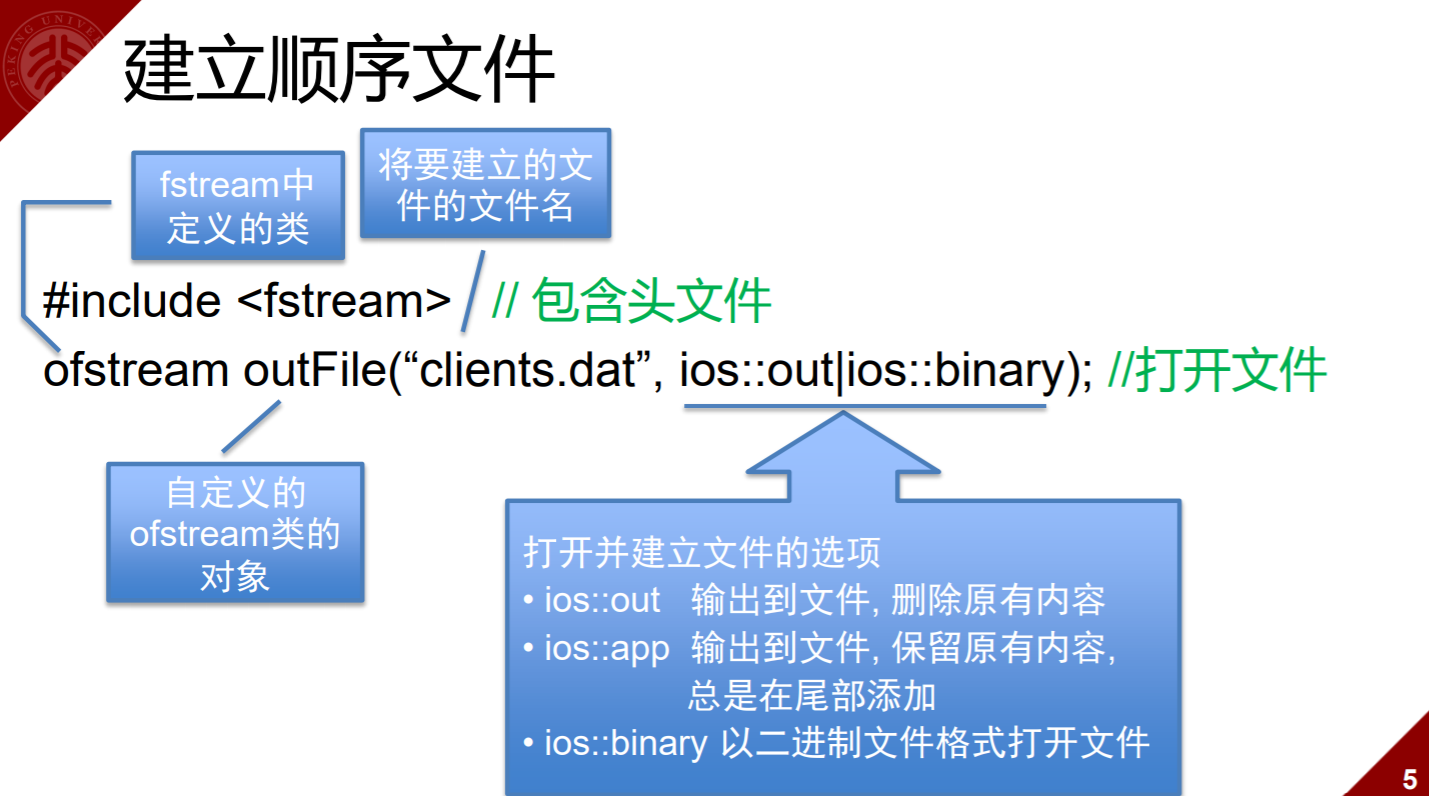 建立顺序文件
fstream中
定义的类
将要建立的文
件的文件名
#include <fstream> // 包含头文件
ofstream outFile(“clients.dat”, ios::out|ios::binary); //打开文件
自定义的
ofstream类的
对象
打开并建立文件的选项
• ios::out 输出到文件, 删除原有内容
• ios::app 输出到文件, 保留原有内容,
总是在尾部添加
• ios::binary 以二进制文件格式打开文件
5